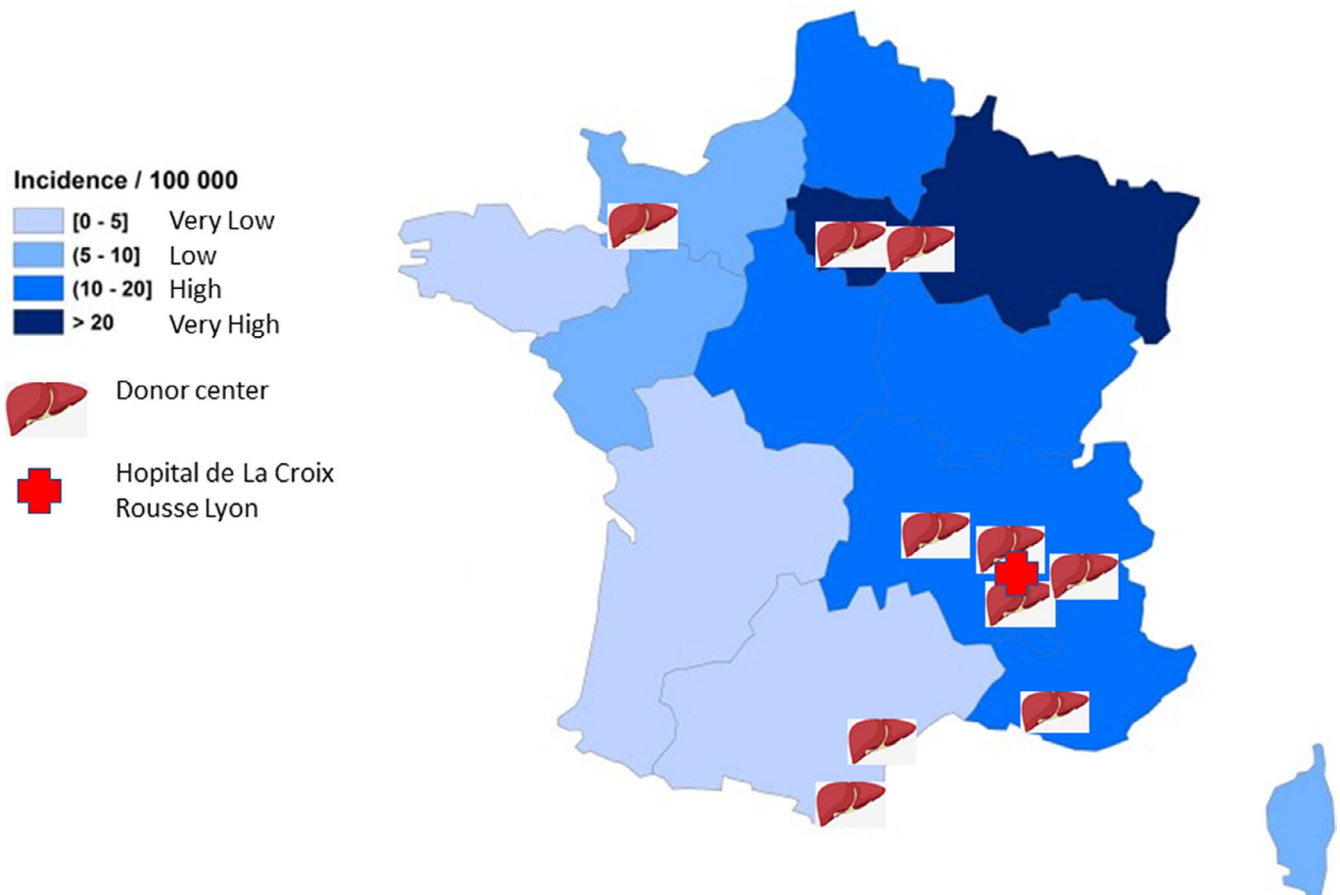 Incidence / 100 000
[0 - 5] Very Low
(5 - 10] Low
(10 - 20] High
> 20 Very High
Donor center
Hopital de La Croix
Rousse Lyon